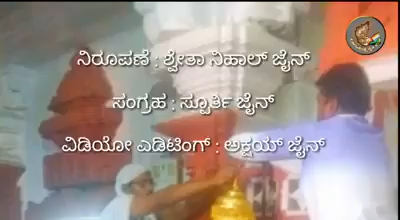 ನಿರೂಪಣೆ : ಶ್ವೇತಾ ನಿಹಾಲ್ ಜೈನ್
ಸಂಗ್ರಹ : ಸ್ಪೂರ್ತಿ ಜೈನ್
ವಿಡಿಯೋ ಎಡಿಟಿಂಗ್ : ಅಕ್ಷಯ್ ಜೈನ್